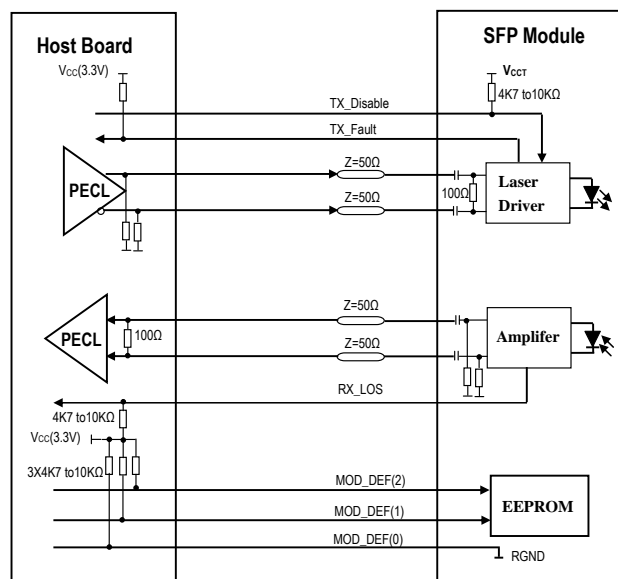 Host Board
SFP Module
Vcc(3.3V)
VCCT
4K7 to10KΩ
TX_Disable
TX_Fault
Z=50Ω
PECL
100Ω
Laser
Driver
Z=50Ω
Z=50Ω
PECL
100Ω
Amplifer
Z=50Ω
RX_LOS
4K7 to10KΩ
Vcc(3.3V)
3X4K7 to10KΩ
MOD_DEF(2)
EEPROM
MOD_DEF(1)
MOD_DEF(0)
RGND